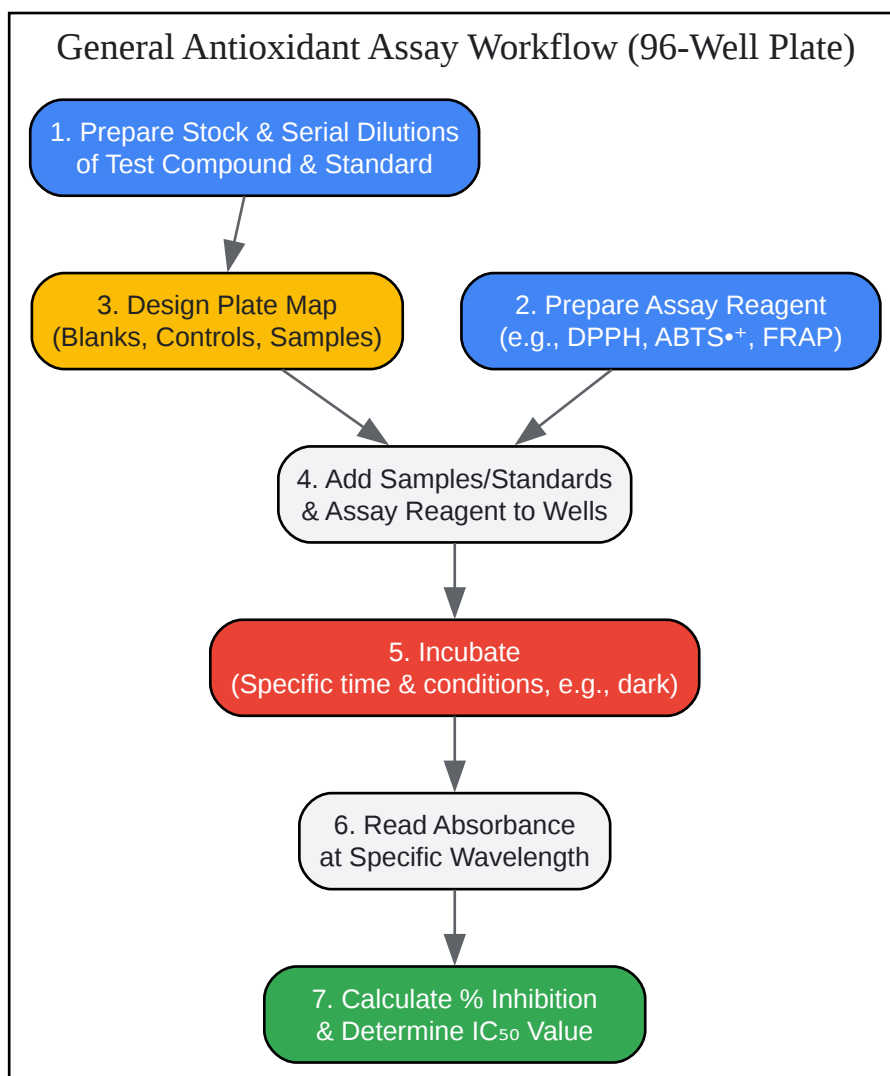 General Antioxidant Assay Workflow (96-Well Plate)
1. Prepare Stock & Serial Dilutions
of Test Compound & Standard
3. Design Plate Map
(Blanks, Controls, Samples)
2. Prepare Assay Reagent
(e.g., DPPH, ABTS•⁺, FRAP)
4. Add Samples/Standards
& Assay Reagent to Wells
5. Incubate
(Specific time & conditions, e.g., dark)
6. Read Absorbance
at Specific Wavelength
7. Calculate % Inhibition
& Determine IC₅₀ Value